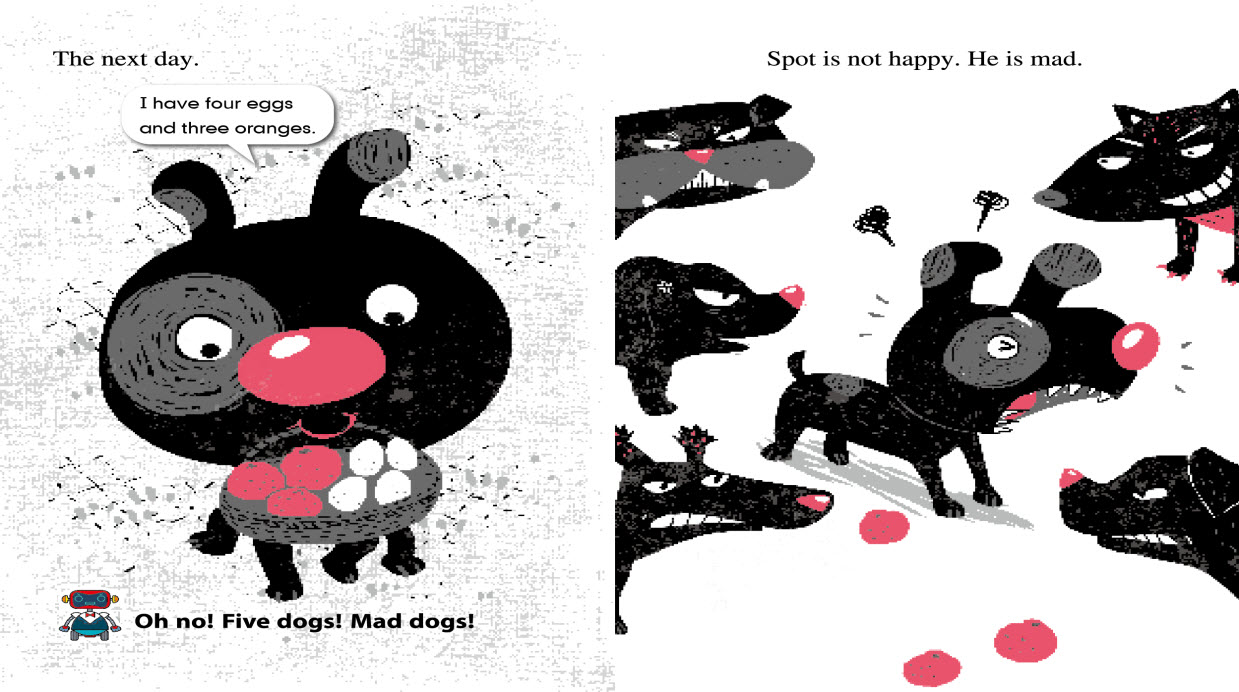 The next day.
I have four eggs
and three oranges.
Oh no! Five dogs! Mad dogs!
Spot is not happy. He is mad.